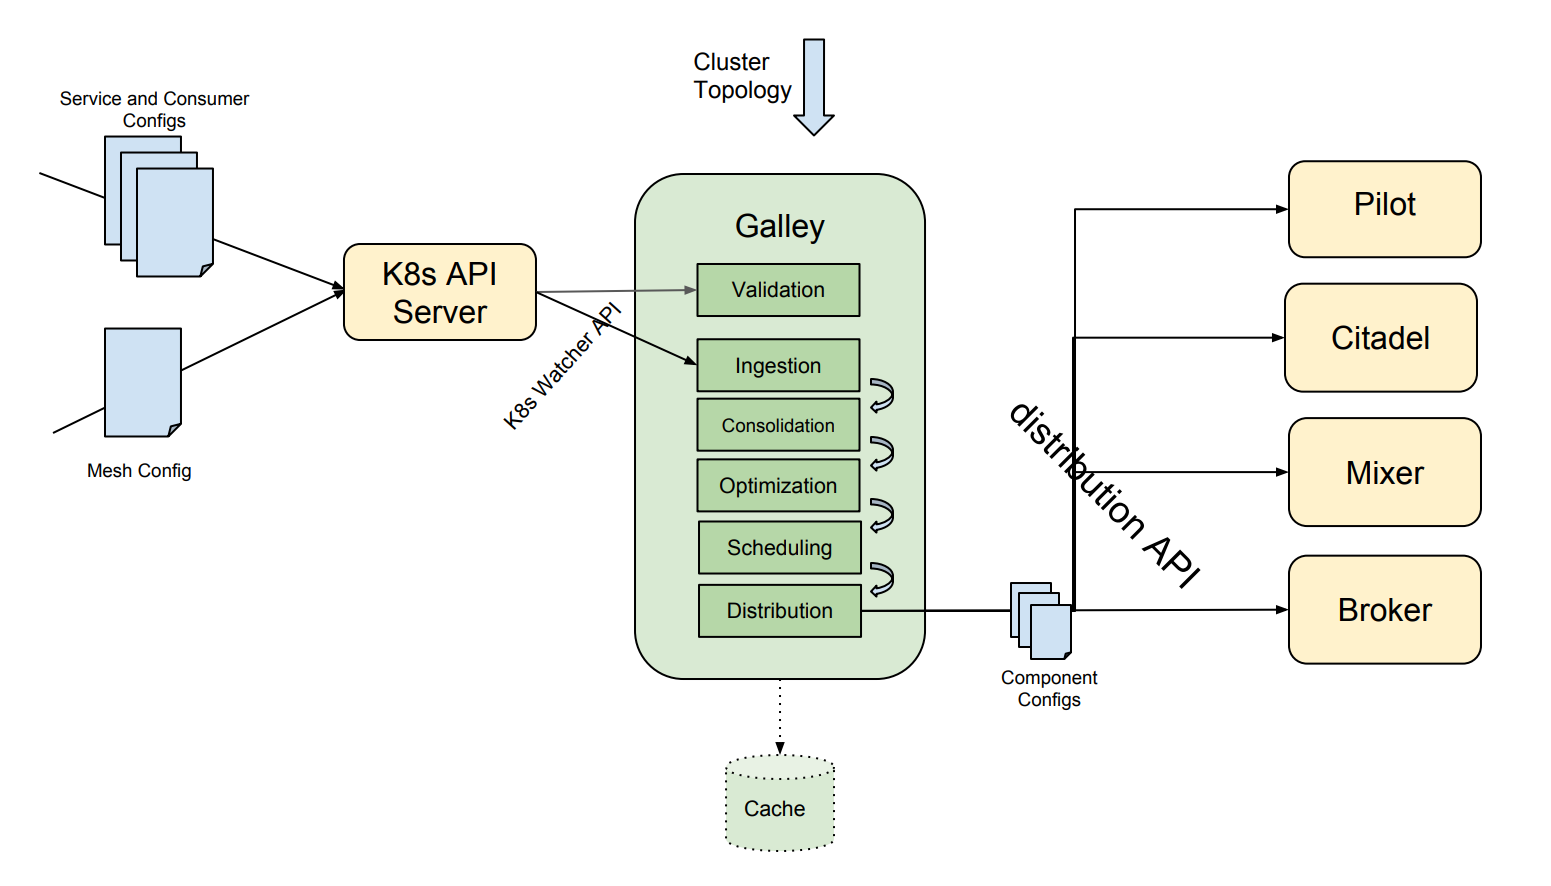 Cluster
Topology
Service and Consumer
Configs
Mesh Config
K8s API
Server
K8s Watcher API
Galley
Validation
Ingestion
Consolidation
Optimization
Scheduling
Distribution
Cache
Component
Configs
distribution API
Pilot
Citadel
Mixer
Broker